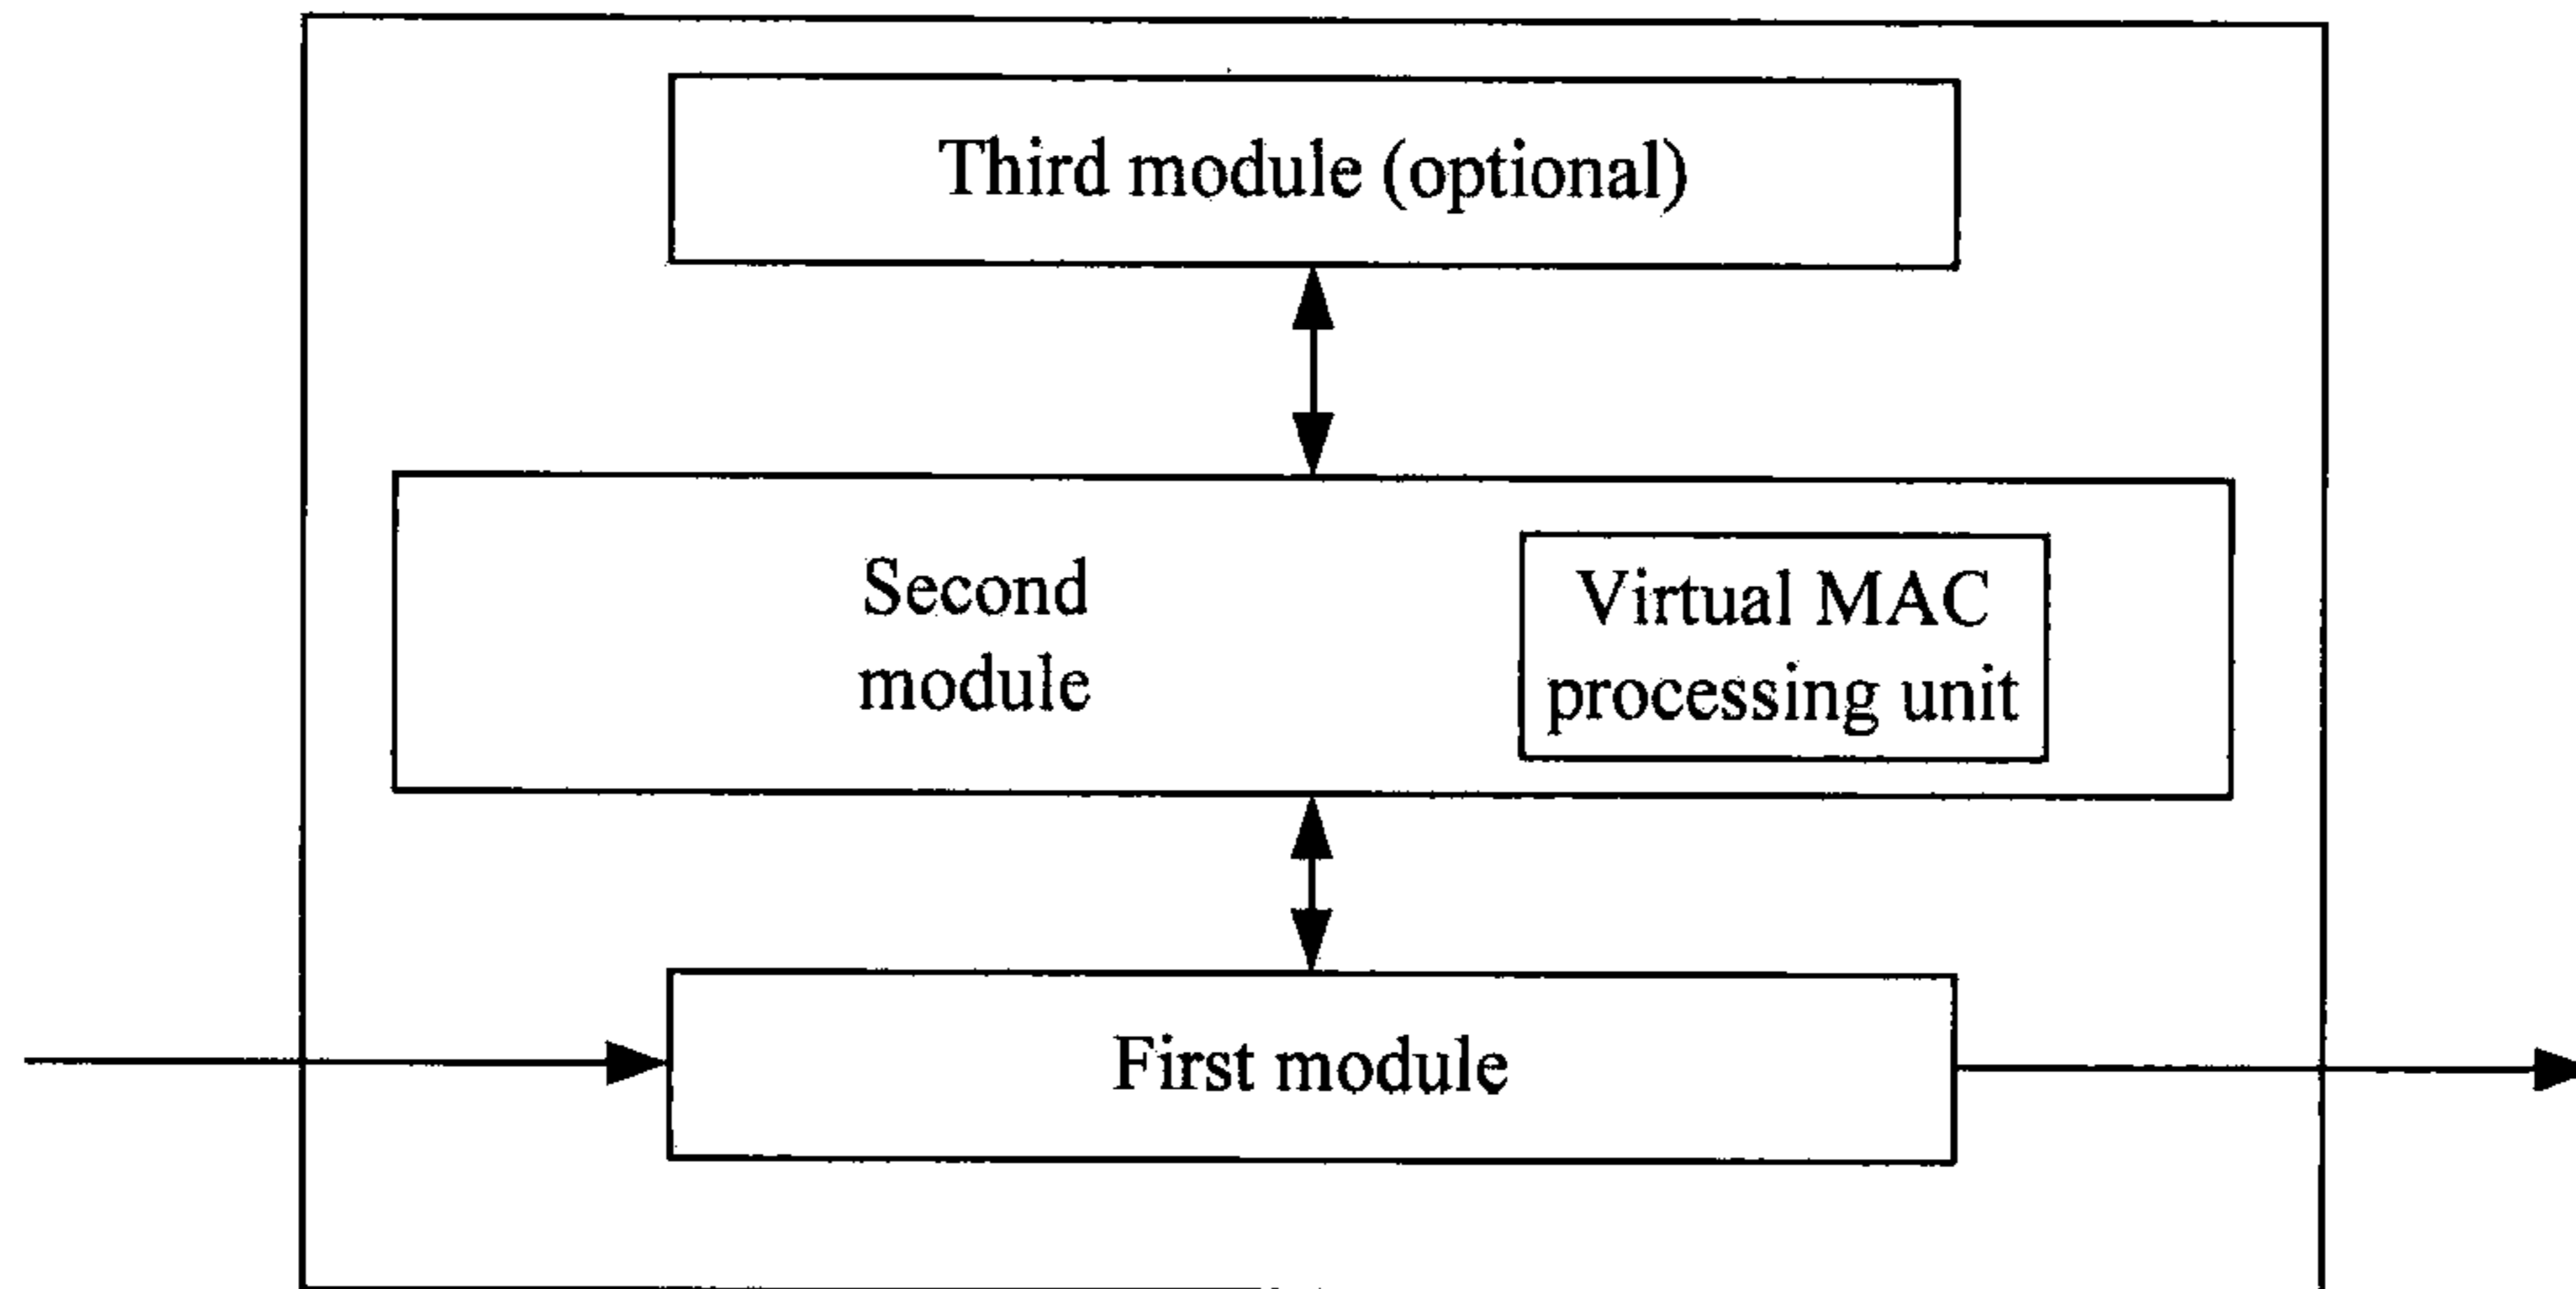 Third module (optional)
Second
module
Virtual MAC
processing unit
First module